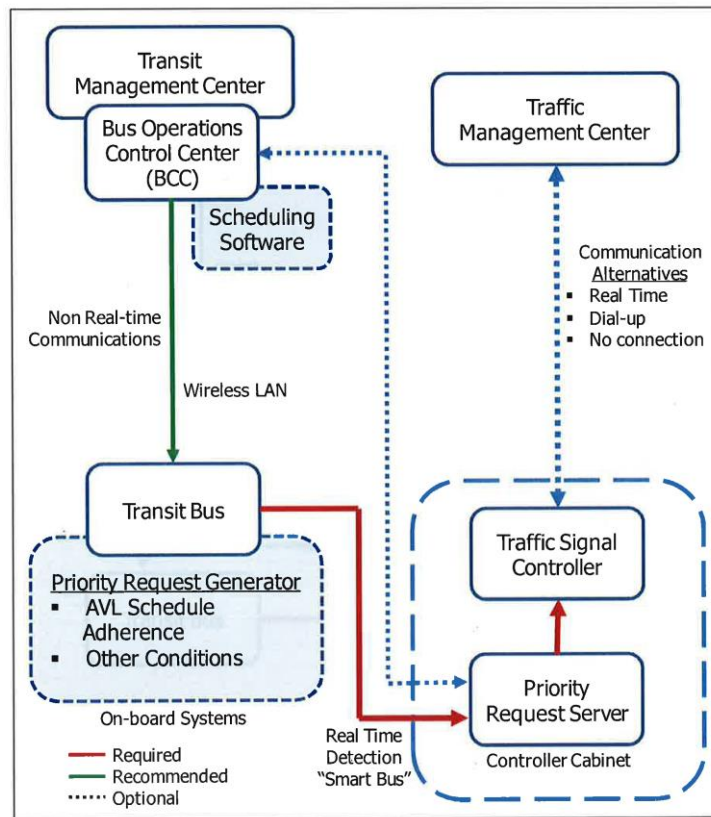 Transit
Management Center
Bus Operations
Control Center
(BCC)
Scheduling
Software
Traffic
Management Center
Communication
Alternatives
▪ Real Time
▪ Dial-up
▪ No connection
Non Real-time
Communications
Wireless LAN
Transit Bus
Priority Request Generator
▪ AVL Schedule
Adherence
▪ Other Conditions
On-board Systems
Traffic Signal
Controller
Priority
Request Server
Controller Cabinet
Real Time
Detection
“Smart Bus”
Required
Recommended
Optional